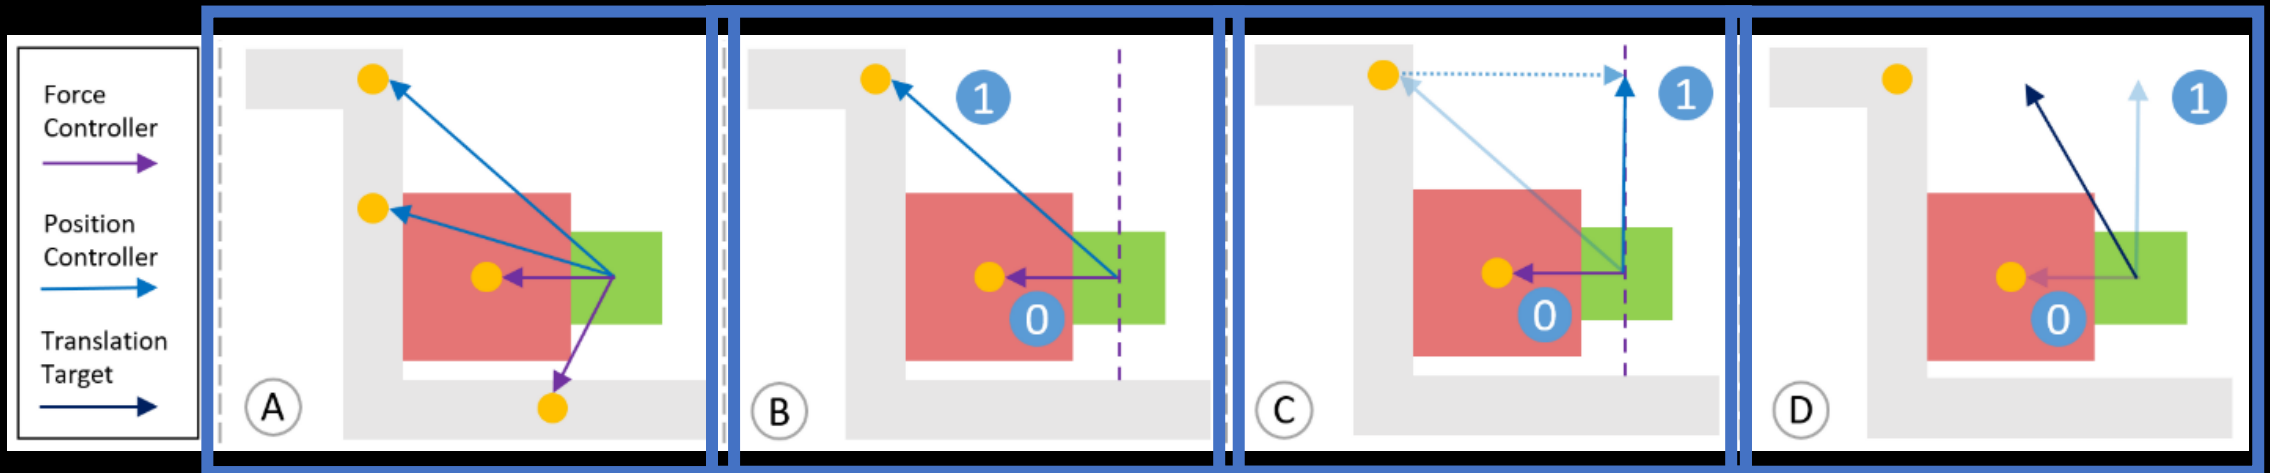 Force
Controller
Position
Controller
Translation
Target
A
B
1
0
C
1
0
D
1
0